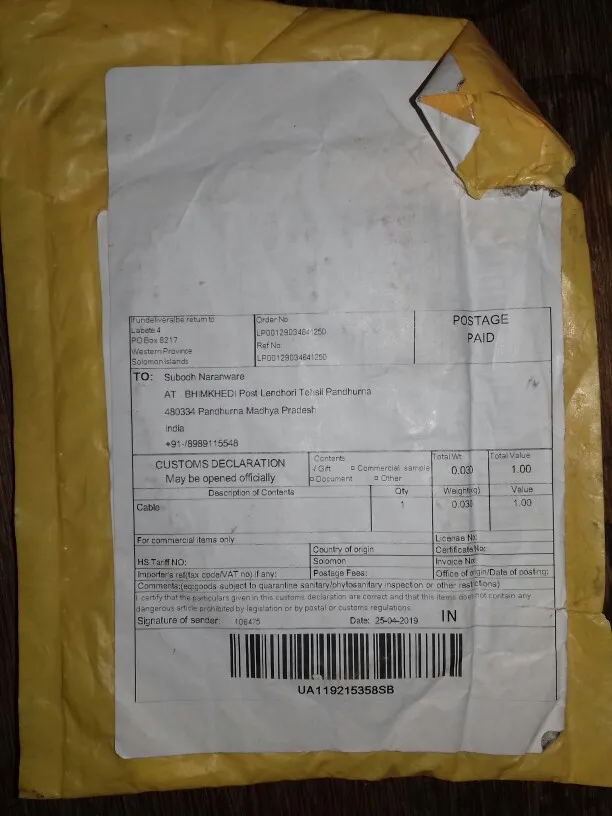 If undeliveralbe return to
Labete 4
PO Box 8217
Western Province
Solomon Islands
Order No
LP00129034641250
Ref No
LP00129034641250
POSTAGE
PAID
TO: Subodh Naranware
AT . BHIMKHEDI Post Lendhori Tehsil Pandhurna
480334 Pandhurna Madhya Pradesh
India
+91-/8989115548
CUSTOMS DECLARATION
May be opened officially
Contents
√ Gift □ Commercial sample
□ Document □ Other
Total Wt
0.030
Total Value
1.00
Description of Contents Qty Weight(kg) Value
Cable 1 0.030 1.00
For commercial items only License No:
Country of origin Certificate No:
HS Tariff NO: Solomon Invoice No:
Importer's ref(tax code/VAT no) if any: Postage Fees: Office of origin/Date of posting:
Comments:(eg:goods subject to quarantine sanitary/phytosanitary inspection or other restictions)
I certify that the particulars given in this customs declaration are correct and that this items does not contain any
dangerous article prohibited by legislation or by postal or customs regulations.
Signature of sender: 106475 Date: 25-04-2019 IN
UA119215358SB